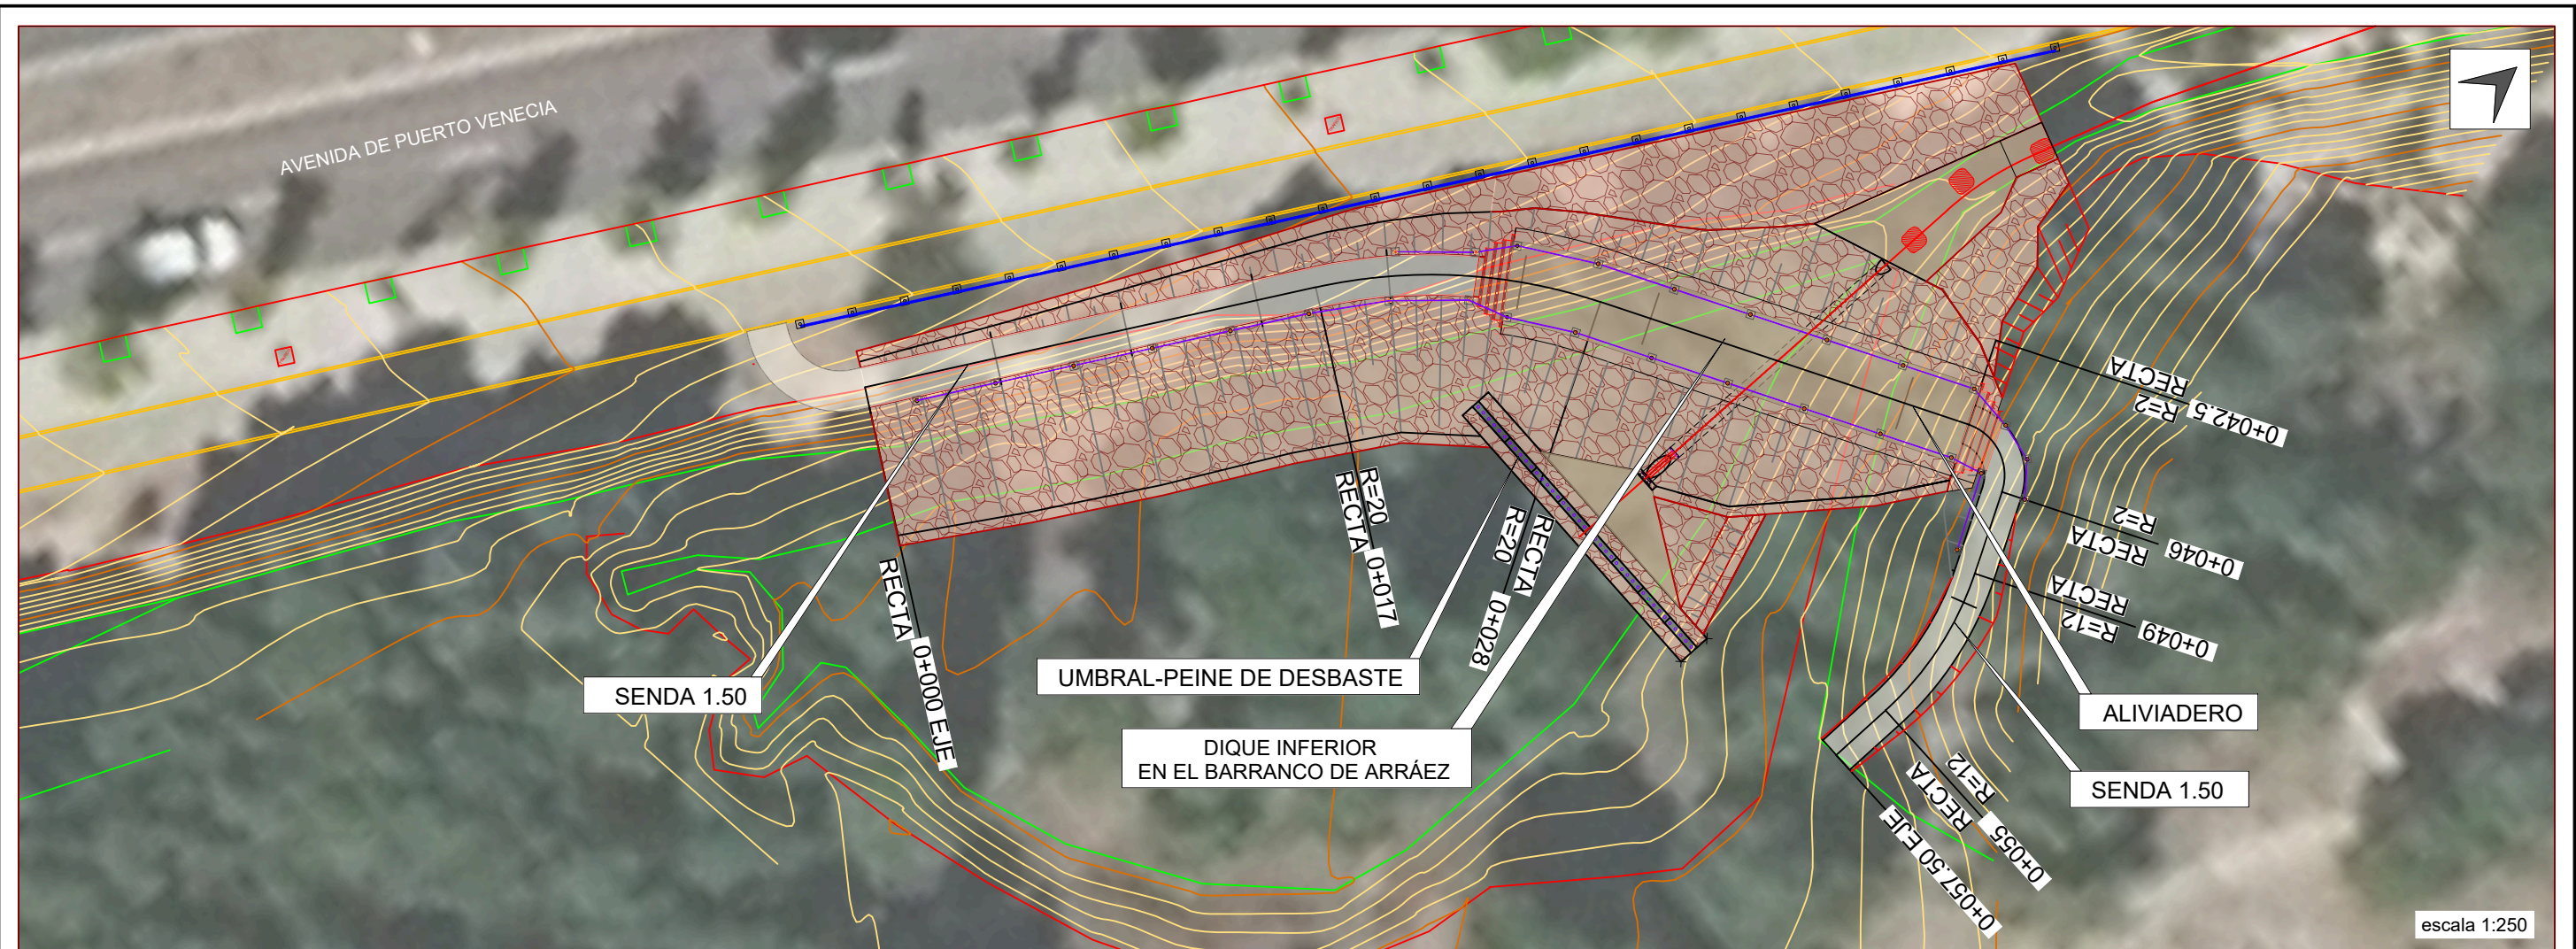 AVENIDA DE PUERTO VENECIA
RECTA
R=2
0+042.5
R=20
RECTA
0+017
RECTA
R=20
0+028
R=2
RECTA
0+046
RECTA
R=12
0+049
RECTA
0+000 EJE
SENDA 1.50
UMBRAL-PEINE DE DESBASTE
DIQUE INFERIOR
EN EL BARRANCO DE ARRÁEZ
ALIVIADERO
SENDA 1.50
R=12
RECTA
0+055
0+057.50 EJE
escala 1:250